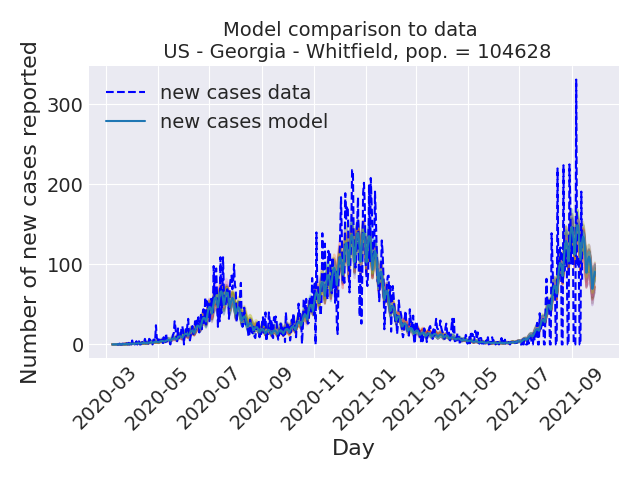 Model comparison to data
US - Georgia - Whitfield, pop. = 104628
Number of new cases reported
300
200
100
0
new cases data
new cases model
2020-03
2020-05
2020-07
2020-09
2020-11
2021-01
2021-03
2021-05
2021-07
2021-09
Day